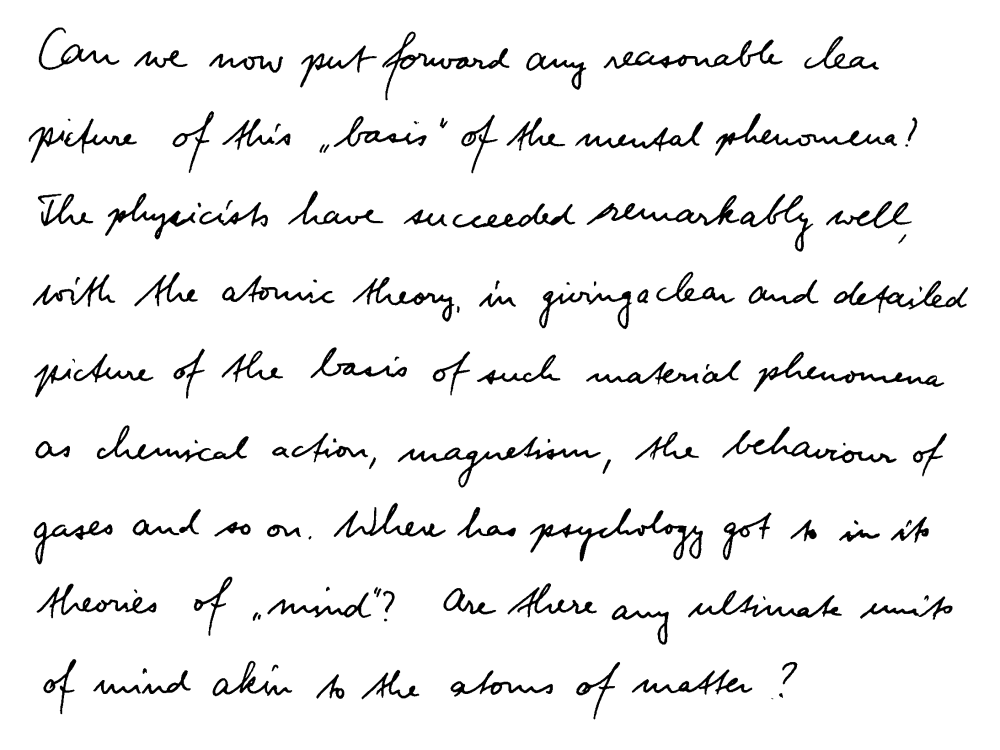 Can we now put forward any reasonable clear
picture of this „basis“ of the mental phenomena?
The physicists have succeeded remarkably well,
with the atomic theory, in giving a clear and detailed
picture of the basis of such material phenomena
as chemical action, magnetism, the behaviour of
gases and so on. Where has psychology got to in its
theories of „mind“? Are there any ultimate units
of mind akin to the atoms of matter?